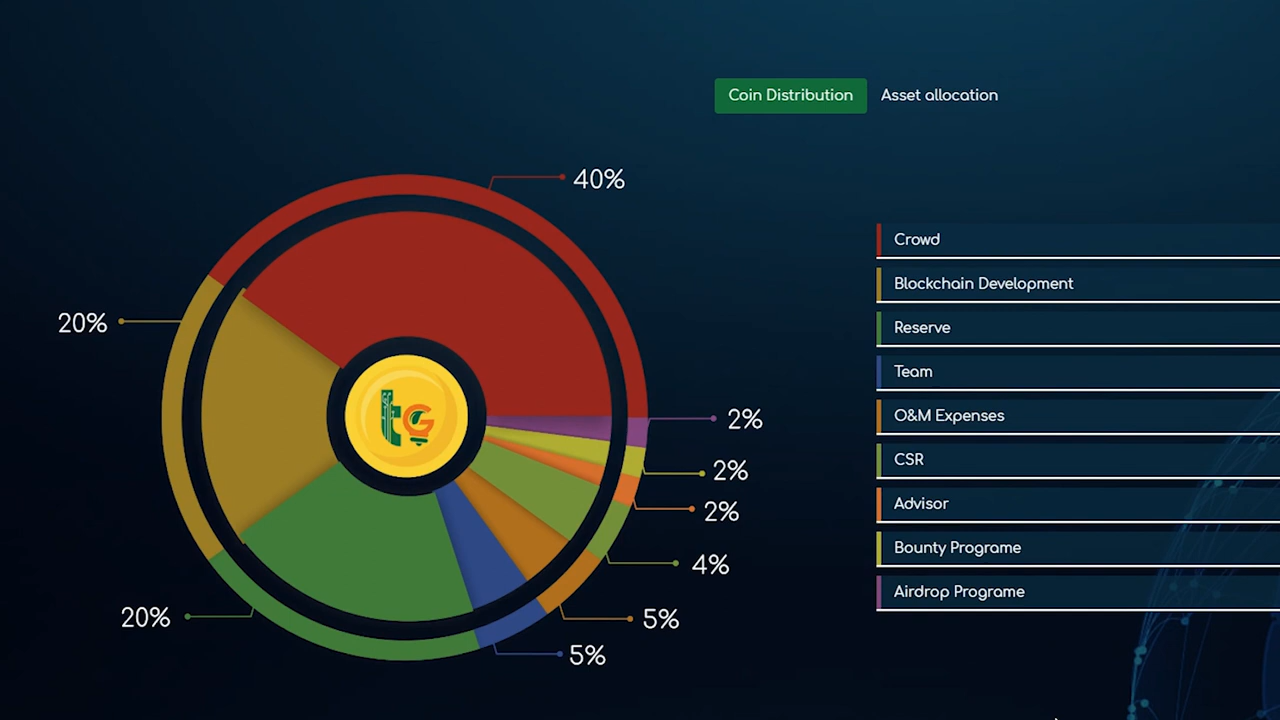 Coin Distribution Asset allocation
40%
20%
2%
2%
2%
4%
5%
5%
20%
Crowd
Blockchain Development
Reserve
Team
O&M Expenses
CSR
Advisor
Bounty Programe
Airdrop Programe
tG